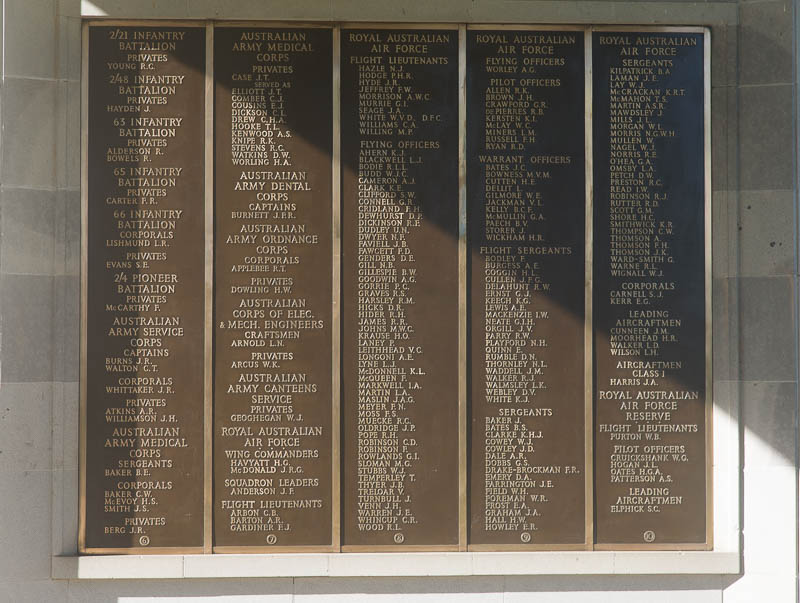 2/21 INFANTRY
BATTALION
PRIVATES
YOUNG R.C.
2/48 INFANTRY
BATTALION
PRIVATES
HAYDEN J.
63 INFANTRY
BATTALION
PRIVATES
ALDERSON R.
BOWELS R.
65 INFANTRY
BATTALION
PRIVATES
CARTER F.R.
66 INFANTRY
BATTALION
CORPORALS
LISHMUND L.R.
PRIVATES
EVANS S.E.
2/4 PIONEER
BATTALION
PRIVATES
McCARTHY F.
AUSTRALIAN
ARMY SERVICE
CORPS
CAPTAINS
BURNS J.R.
WALTON C.T.
CORPORALS
WHITTAKER J.R.
PRIVATES
ATKINS A.R.
WILLIAMSON J.H.
AUSTRALIAN
ARMY MEDICAL
CORPS
SERGEANTS
BAKER B.E.
CORPORALS
BAKER G.W.
McEVOY H.S.
SMITH J.S.
PRIVATES
BERG J.R.
6
AUSTRALIAN
ARMY MEDICAL
CORPS
PRIVATES
CASE J.T.
SERVED AS
ELLIOTT J.T.
COMBER C.J.
COUSINS E.J.
DICKSON C.L.
DREW C.H.A.
HOOKE T.L.
KENWOOD A.S.
KNIFE R.K.
STEVENS R.C.
WATKINS D.W.
WORLING H.A.
AUSTRALIAN
ARMY DENTAL
CORPS
CAPTAINS
BURNETT J.P.R.
AUSTRALIAN
ARMY ORDNANCE
CORPS
CORPORALS
APPLEBEE R.T.
PRIVATES
DOWLING H.W.
AUSTRALIAN
CORPS OF ELEC.
& MECH. ENGINEERS
CRAFTSMEN
ARNOLD L.N.
PRIVATES
ARCUS W.K.
AUSTRALIAN
ARMY CANTEENS
SERVICE
PRIVATES
GEOGHEGAN W.J.
ROYAL AUSTRALIAN
AIR FORCE
WING COMMANDERS
HAVYATT H.G.
McDONALD J.R.G.
SQUADRON LEADERS
ANDERSON J.F.
FLIGHT LIEUTENANTS
ARBON C.B.
BARTON A.R.
GARDINER F.J.
7
ROYAL AUSTRALIAN
AIR FORCE
FLIGHT LIEUTENANTS
HAZLE N.J.
HODGE P.H.R.
HYDE J.R.
JEFFREY F.W.
MORRISON A.W.C
MURRIE G.I.
SEAGE J.A.
WHITE W.V.D., D.F.C.
WILLIAMS C.A.
WILLING M.P.
FLYING OFFICERS
AHERN K.J.
BLACKWELL L.J.
BODIE R.L.L.
BUDD W.J.C.
CAMERON A.J.
CLARK K.E.
CLIFFORD S.W.
CONNELL G.R.
CRIDLAND F.H.
DEWHURST D.P.
DICKINSON R.F.
DUDLEY U.N.
DWYER N.P.
FAVIELL J.B.
FAWCETT P.D.
GENDERS D.E.
GILL N.E.
GILLESPIE B.W.
GOODWIN A.G.
GORRIE P.C.
GRAVES R.S.
HARSLEY R.M.
HICKS D.R.
HIDER R.H.
JAMES R.R.
JOHNS M.W.C.
KRAUSE H.O.
LANEY F.
LEITHHEAD V.C.
LONGONI A.E.
LYNE L.J.
McDONNELL K.L.
McQUEEN F.
MARKWELL I.A.
MARTIN L.A.
MASLIN J.A.G.
MEYER F.N.
MOSS F.S.
MUECKE R.C.
OLDRIDGE J.P.
POPE R.H.
ROBINSON C.D.
ROBINSON F.
ROWLANDS G.I.
SLOMAN M.G.
STUBBS W.J.
TEMPERLEY T.
THYER J.B.
TRELOAR V.
TURNBULL J.
VENN J.H.
WARREN J.E.
WHINCUP C.R.
WOOD R.L.
8
ROYAL AUSTRALIAN
AIR FORCE
FLYING OFFICERS
WORLEY A.G.
PILOT OFFICERS
ALLEN R.K.
BROWN J.H.
CRAWFORD G.R.
DePIERRES R.B.
KERSTEN K.I.
McLAY W.C.
MINERS L.M.
RUSSELL F.H
RYAN R.D.
WARRANT OFFICERS
BATES J.C.
BOWNESS M.V.M.
CUTTEN H.E.
DELLIT L.
GILMORE W.E.
JACKMAN V.L.
KELLY R.C.F.
McMULLIN G.A.
PAECH B.V.
STORER J.
WICKHAM H.R.
FLIGHT SERGEANTS
BODLEY F.
BURGESS A.E.
COGGIN H.L.
CULLEN J.F.G.
DELAHUNT R.W.
ERNST G.J.
KEECH K.G.
LEWIS A.E.
MACKENZIE I.W.
NEATE G.I.H.
ORGILL J.V.
PARRY R.W.
PLAYFORD N.H.
QUINN F.
RUMBLE D.N.
THORNLEY N.L.
WADDELL J.M.
WALKER R.J.
WALMSLEY L.K.
WEBLEY D.V.
WHITE K.J.
SERGEANTS
BAKER J.
BATES B.S.
CLARKE K.H.J.
COWEY W.J.
COWLEY J.D.
DALE A.R.
DOBBS G.S.
DRAKE-BROCKMAN F.R.
EMERY D.A.
FARRINGTON J.E.
FIELD W.H.
FOREMAN W.R.
FROST E.A.
GRAHAM J.A.
HALL H.W.
HOWLEY E.R.
9
ROYAL AUSTRALIAN
AIR FORCE
SERGEANTS
KILPATRICK B.A.
LAMAN J.E.
LAY W.J.
McCRACKAN K.R.T.
McMAHON T.S.
MARTIN A.S.R.
MAWDSLEY J.
MILLS J.L.
MORGAN W.L.
MORRIS N.G.W.H
MULLEN W.
NAGEL W.J.
NORRIS R.E.
O'HEA G.A.
OMSBY L.A.
PETCH D.W.
PRESTON R.C.
READ I.W.
ROBINSON R.J.
RUTTER R.D.
SCOTT G.M.
SHORE H.C.
SMITHWICK K.R.
THOMPSON C.W.
THOMSON A.
THOMSON F.H.
THOMSON J.K.
WARD-SMITH G.
WARNE R.L.
WIGNALL W.J.
CORPORALS
CARNELL S.J.
KERR E.G.
LEADING
AIRCRAFTMEN
CUNNEEN J.M.
MOORHEAD H.R.
WALKER L.D.
WILSON L.H.
AIRCRAFTMEN
CLASS I
HARRIS J.A.
ROYAL AUSTRALIAN
AIR FORCE
RESERVE
FLIGHT LIEUTENANTS
PURTON W.B.
PILOT OFFICERS
CRUICKSHANK W.G.
HOGAN J.L.
OATES H.G.A.
PATTERSON A.S.
LEADING
AIRCRAFTMEN
ELPHICK S.C.
10